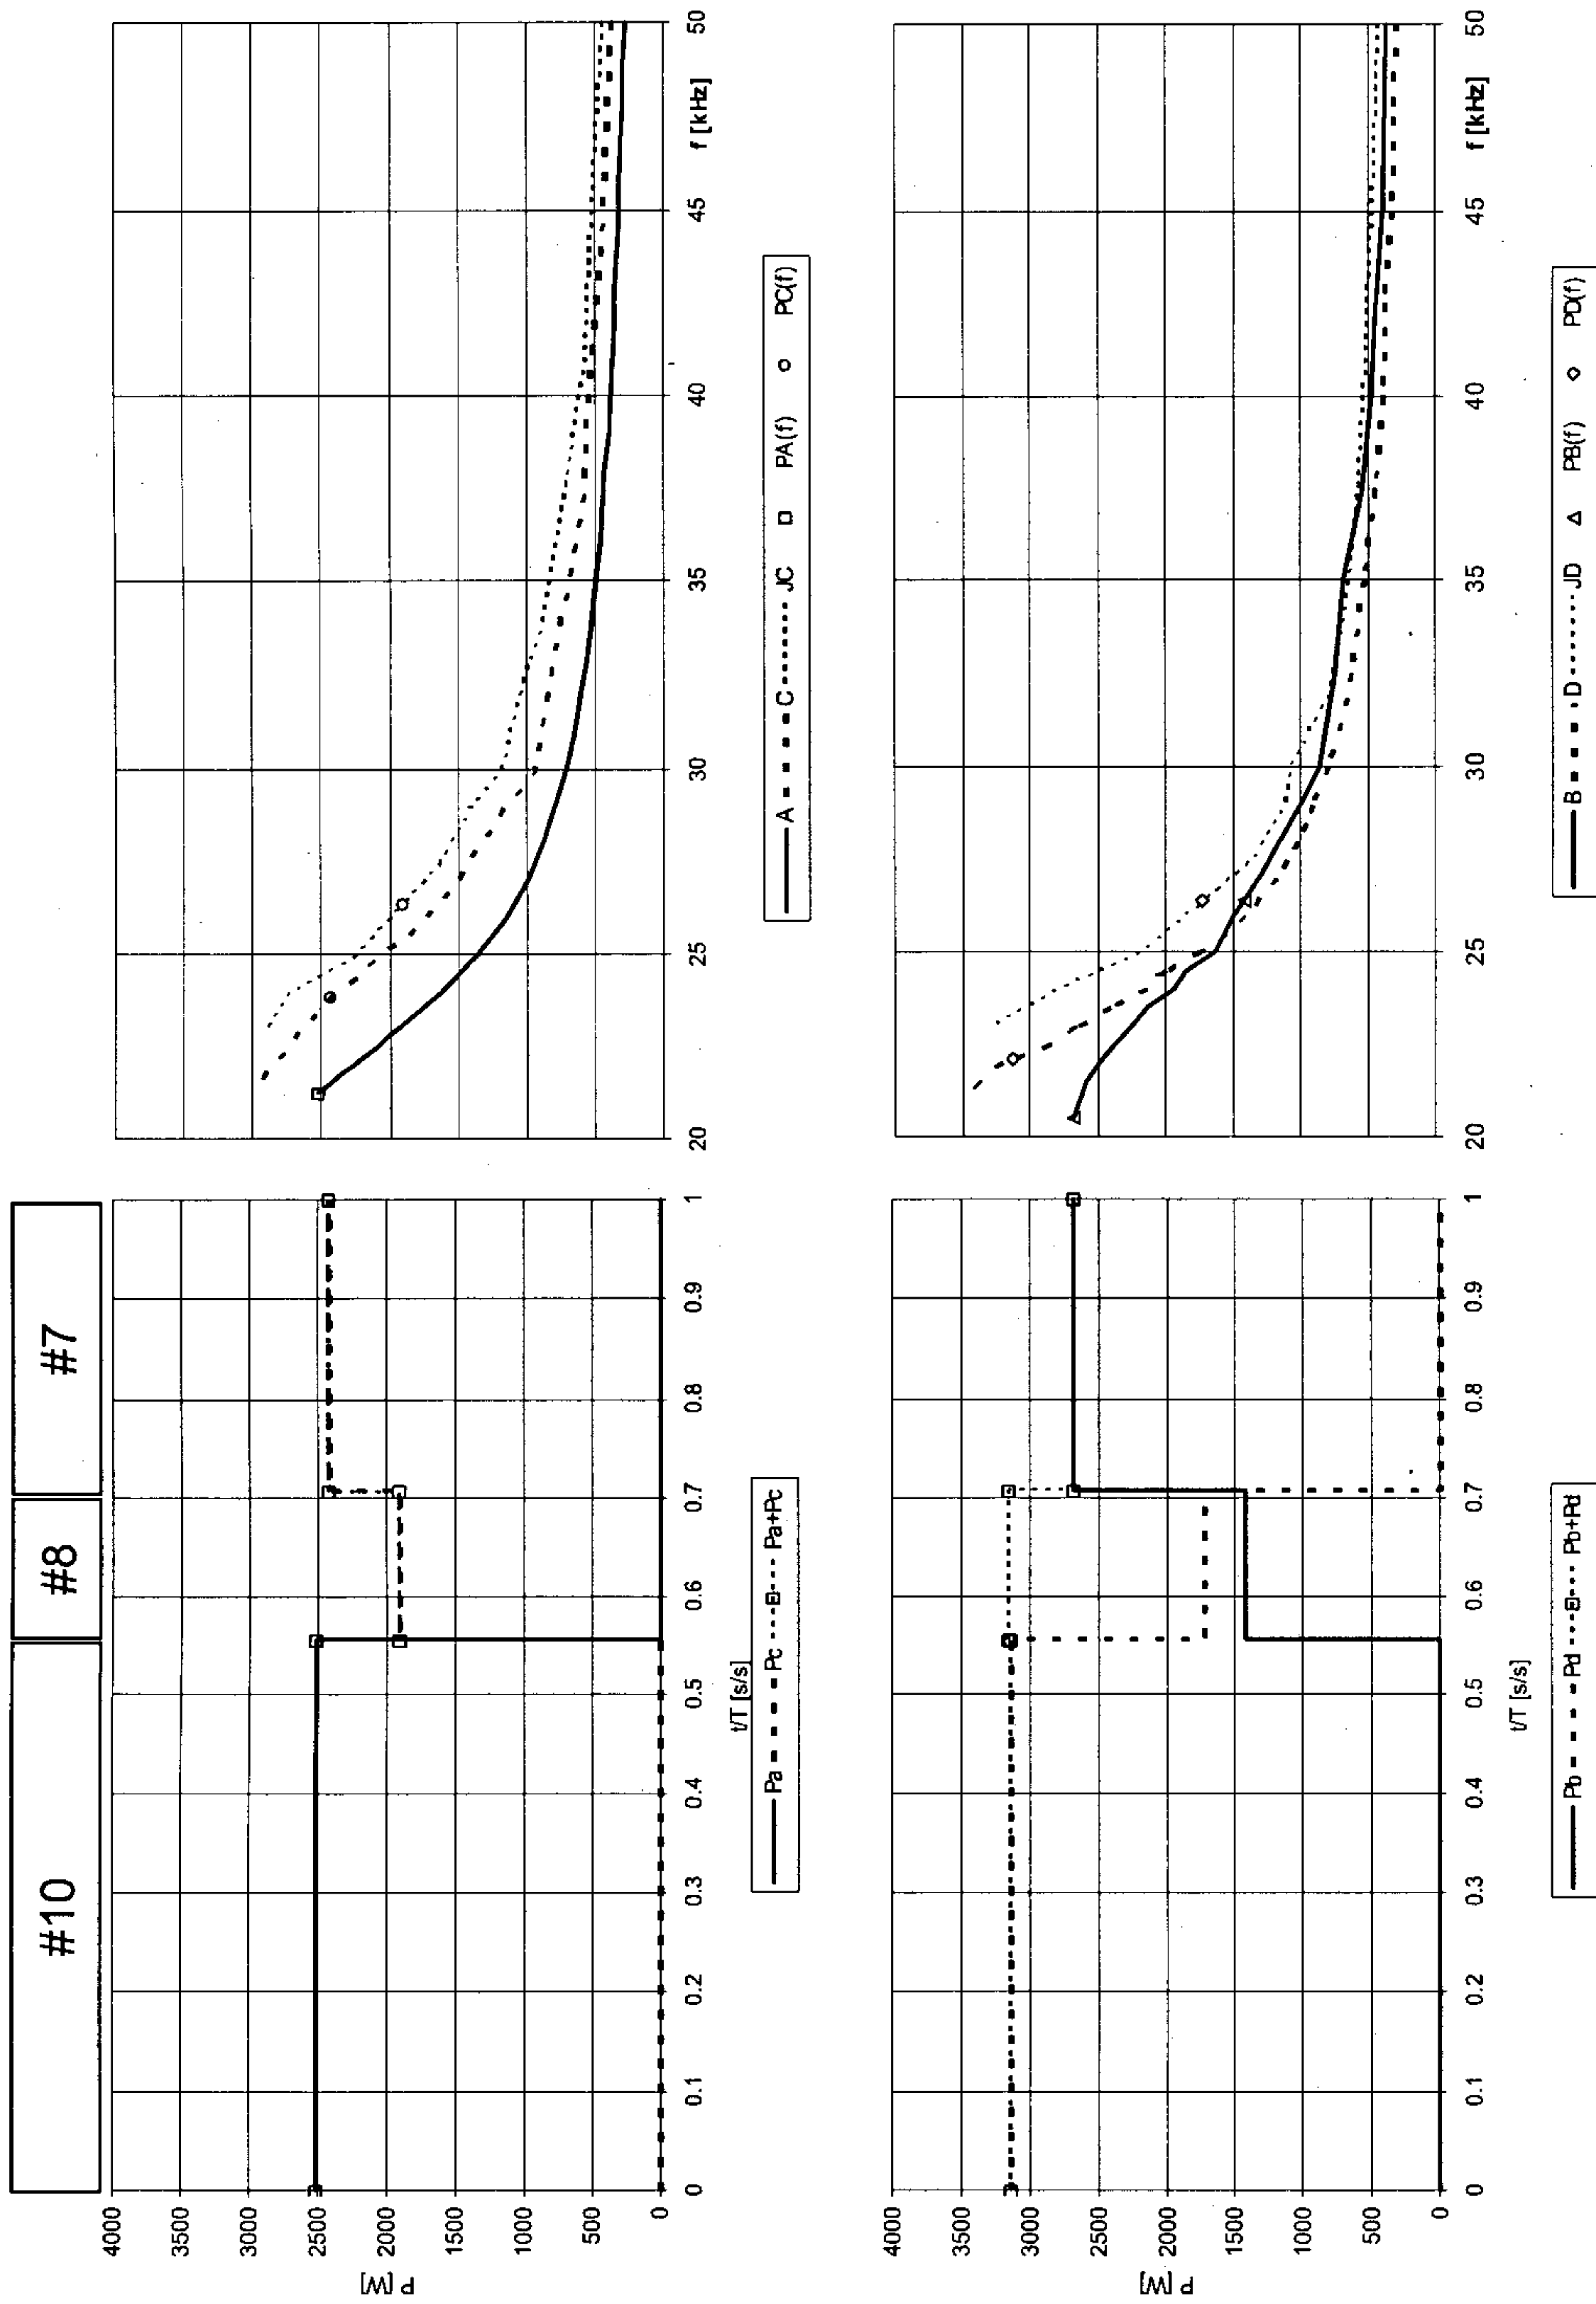 #10 #8 #7
P [W]
4000
3500
3000
2500
2000
1500
1000
500
0
0 0.1 0.2 0.3 0.4 0.5 0.6 0.7 0.8 0.9 1
t/T [s/s]
Pa Pc Pa+Pc
20 25 30 35 40 45 50
f [kHz]
A C JC PA(f) PC(f)
P [W]
4000
3500
3000
2500
2000
1500
1000
500
0
0 0.1 0.2 0.3 0.4 0.5 0.6 0.7 0.8 0.9 1
t/T [s/s]
Pb Pd Pb+Pd
20 25 30 35 40 45 50
f [kHz]
B D JD PB(f) PD(f)